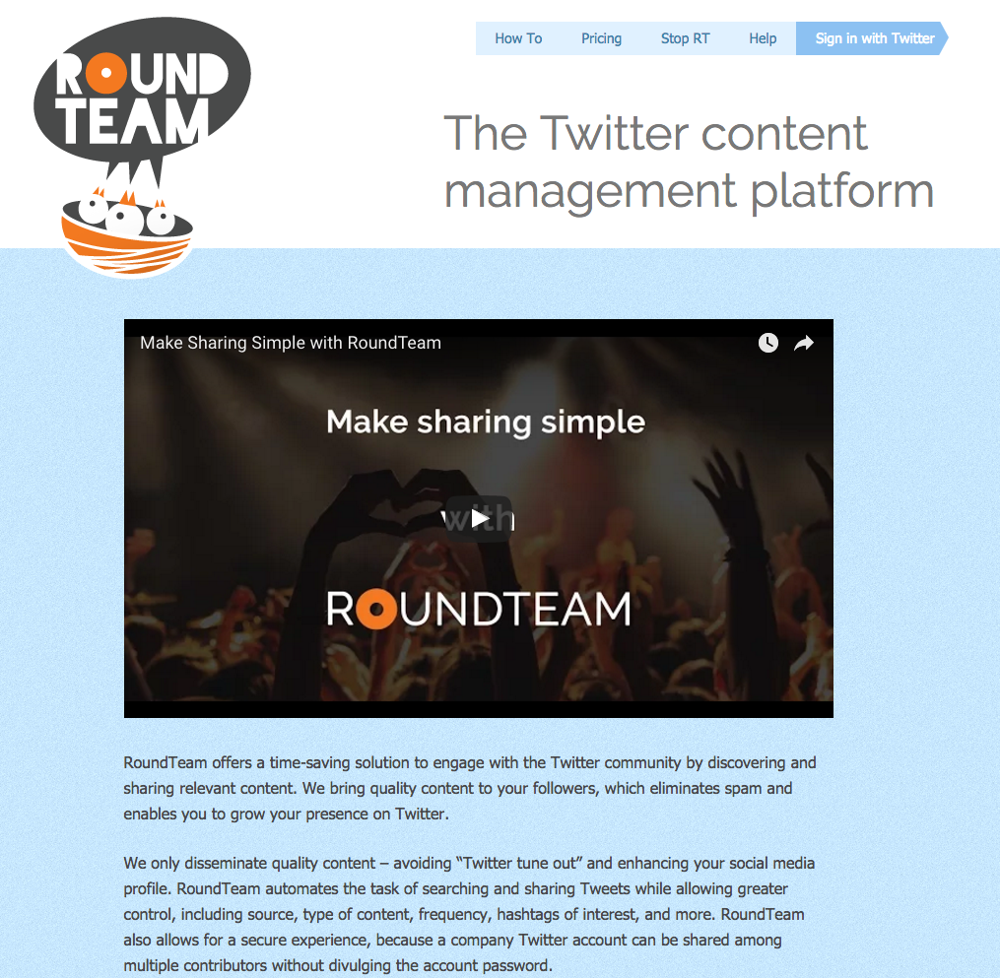 ROUND
TEAM
How To
Pricing
Stop RT
Help
Sign in with Twitter
The Twitter content
management platform
Make Sharing Simple with RoundTeam
Make sharing simple
with
ROUNDTEAM
RoundTeam offers a time-saving solution to engage with the Twitter community by discovering and
sharing relevant content. We bring quality content to your followers, which eliminates spam and
enables you to grow your presence on Twitter.
We only disseminate quality content – avoiding “Twitter tune out” and enhancing your social media
profile. RoundTeam automates the task of searching and sharing Tweets while allowing greater
control, including source, type of content, frequency, hashtags of interest, and more. RoundTeam
also allows for a secure experience, because a company Twitter account can be shared among
multiple contributors without divulging the account password.